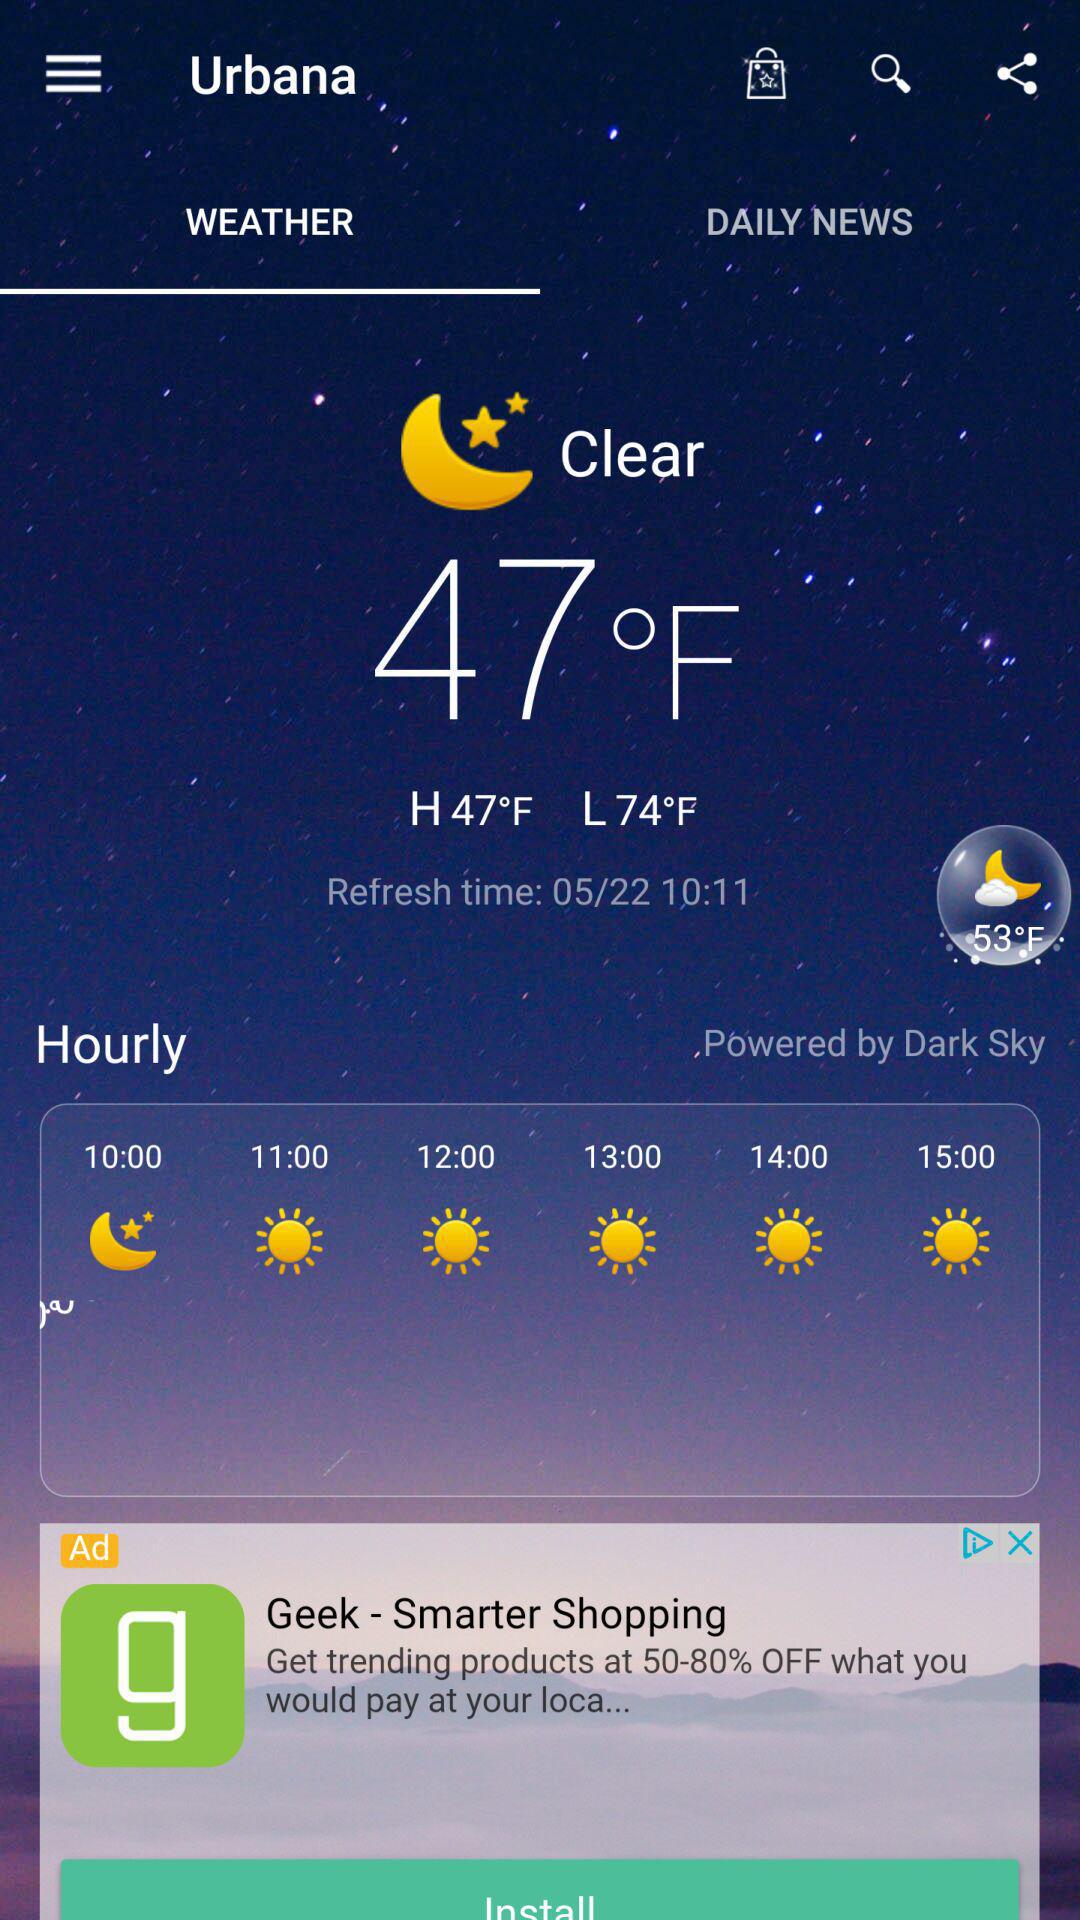 Urbana
WEATHER
DAILY NEWS
Clear
47°F
H 47°F L 74°F
Refresh time: 05/22 10:11
53°F
Hourly
Powered by Dark Sky
10:00 11:00 12:00 13:00 14:00 15:00
Ad
g
Geek - Smarter Shopping
Get trending products at 50-80% OFF what you
would pay at your loca...
Install